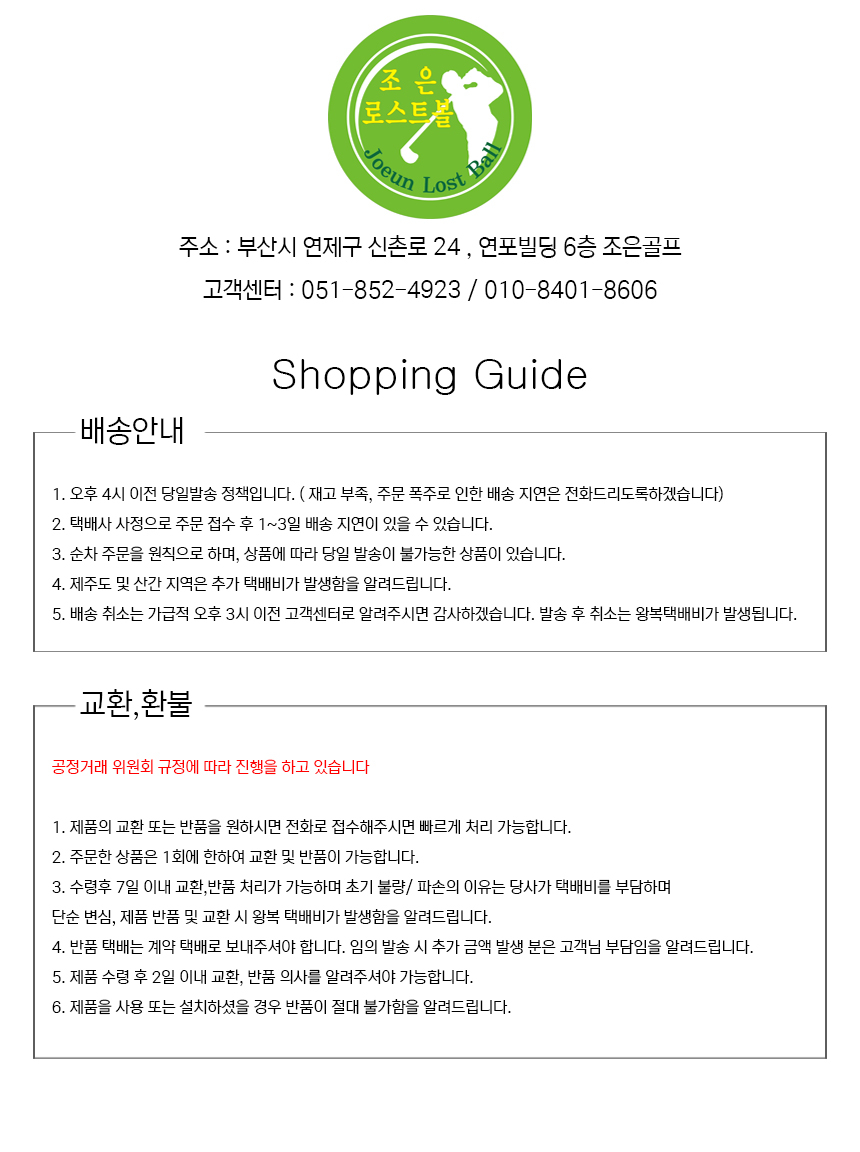 조 은
로스트볼
Joeun Lost Ball
주소 : 부산시 연제구 신촌로 24 , 연포빌딩 6층 조은골프
고객센터 : 051-852-4923 / 010-8401-8606
Shopping Guide
배송안내
1. 오후 4시 이전 당일발송 정책입니다. ( 재고 부족, 주문 폭주로 인한 배송 지연은 전화드리도록하겠습니다)
2. 택배사 사정으로 주문 접수 후 1~3일 배송 지연이 있을 수 있습니다.
3. 순차 주문을 원칙으로 하며, 상품에 따라 당일 발송이 불가능한 상품이 있습니다.
4. 제주도 및 산간 지역은 추가 택배비가 발생함을 알려드립니다.
5. 배송 취소는 가급적 오후 3시 이전 고객센터로 알려주시면 감사하겠습니다. 발송 후 취소는 왕복택배비가 발생됩니다.
교환,환불
공정거래 위원회 규정에 따라 진행을 하고 있습니다
1. 제품의 교환 또는 반품을 원하시면 전화로 접수해주시면 빠르게 처리 가능합니다.
2. 주문한 상품은 1회에 한하여 교환 및 반품이 가능합니다.
3. 수령후 7일 이내 교환,반품 처리가 가능하며 초기 불량/ 파손의 이유는 당사가 택배비를 부담하며
단순 변심, 제품 반품 및 교환 시 왕복 택배비가 발생함을 알려드립니다.
4. 반품 택배는 계약 택배로 보내주셔야 합니다. 임의 발송 시 추가 금액 발생 분은 고객님 부담임을 알려드립니다.
5. 제품 수령 후 2일 이내 교환, 반품 의사를 알려주셔야 가능합니다.
6. 제품을 사용 또는 설치하셨을 경우 반품이 절대 불가함을 알려드립니다.